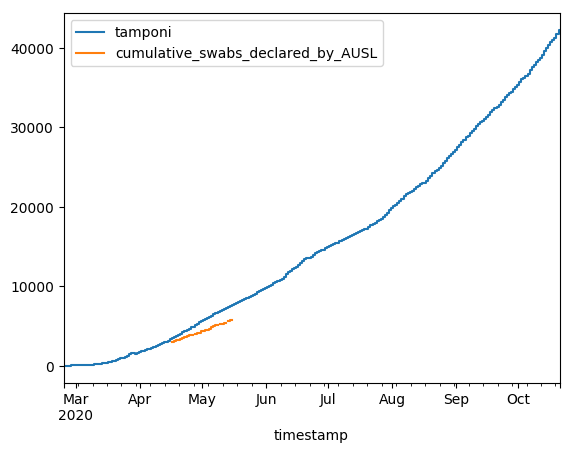 tamponi
cumulative_swabs_declared_by_AUSL
40000
30000
20000
10000
0
Mar Apr May Jun Jul Aug Sep Oct
2020
timestamp